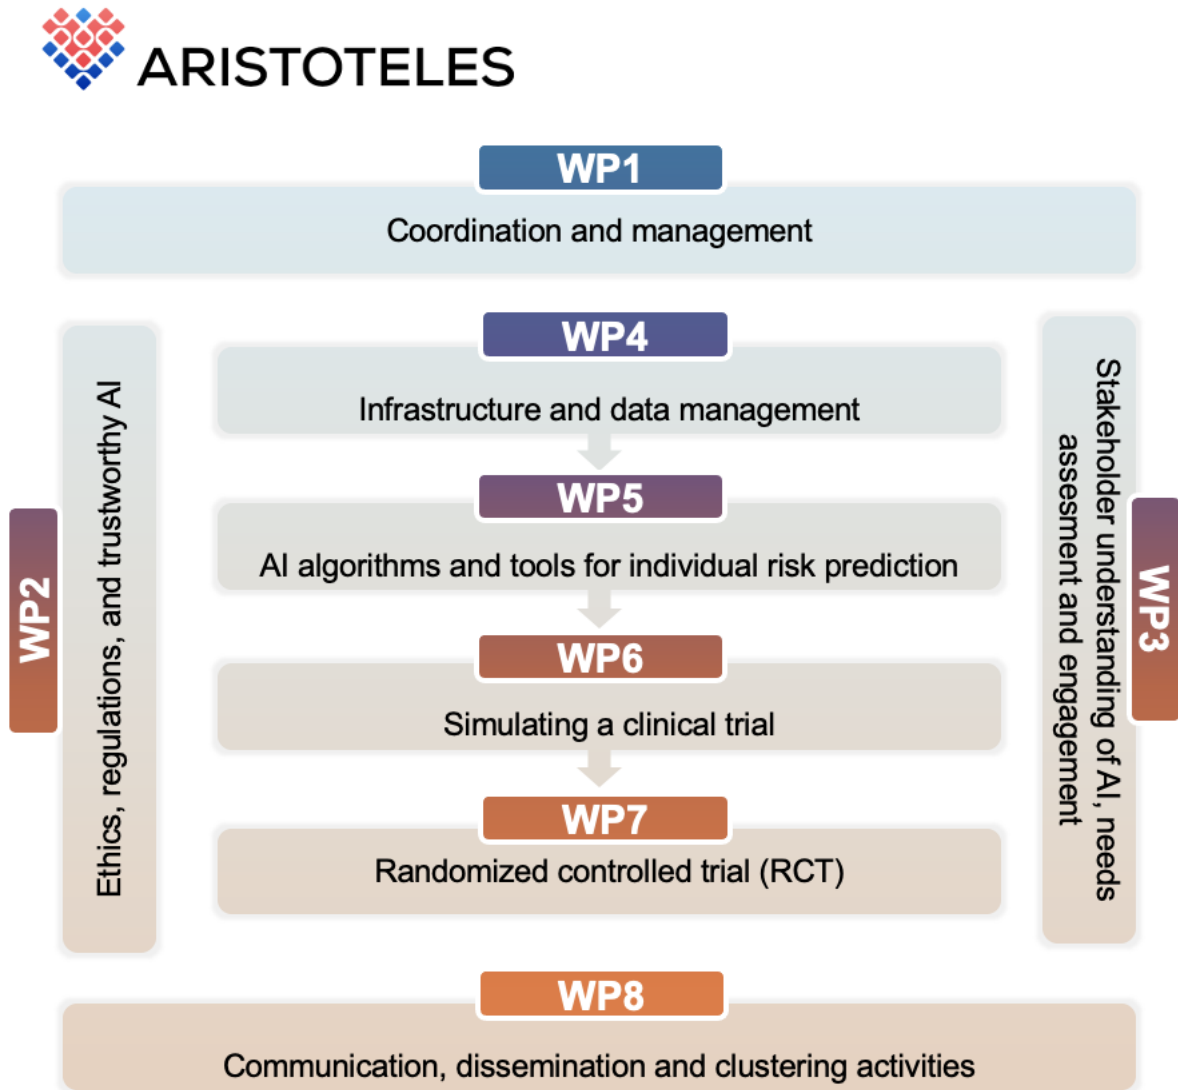 ARISTOTELES
WP1
Coordination and management
WP2
Ethics, regulations, and trustworthy AI
WP4
Infrastructure and data management
WP5
AI algorithms and tools for individual risk prediction
WP6
Simulating a clinical trial
WP7
Randomized controlled trial (RCT)
WP3
Stakeholder understanding of AI, needs
assesment and engagement
WP8
Communication, dissemination and clustering activities